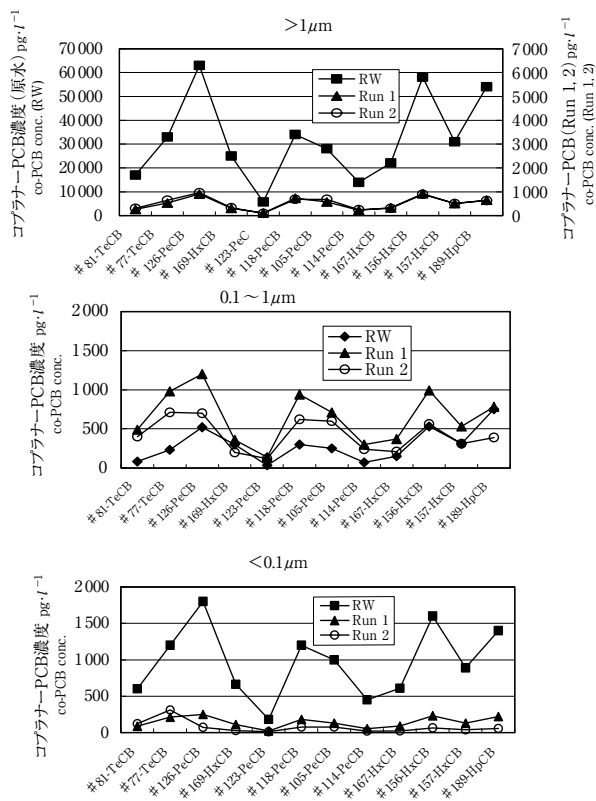 >1μm
コプラナーPCB濃度(原水) pg·l⁻¹
co-PCB conc. (RW)
70 000
60 000
50 000
40 000
30 000
20 000
10 000
0
RW
Run 1
Run 2
7 000
6 000
5 000
4 000
3 000
2 000
1 000
0
コプラナーPCB(Run 1, 2) pg·l⁻¹
co-PCB conc. (Run 1, 2)
#81-TeCB
#77-TeCB
#126-PeCB
#169-HxCB
#123-PeC
#118-PeCB
#105-PeCB
#114-PeCB
#167-HxCB
#156-HxCB
#157-HxCB
#189-HpCB
0.1~1μm
コプラナーPCB濃度 pg·l⁻¹
co-PCB conc.
2 000
1 500
1 000
500
0
RW
Run 1
Run 2
#81-TeCB
#77-TeCB
#126-PeCB
#169-HxCB
#123-PeCB
#118-PeCB
#105-PeCB
#114-PeCB
#167-HxCB
#156-HxCB
#157-HxCB
#189-HpCB
<0.1μm
コプラナーPCB濃度 pg·l⁻¹
co-PCB conc.
2 000
1 500
1 000
500
0
RW
Run 1
Run 2
#81-TeCB
#77-TeCB
#126-PeCB
#169-HxCB
#123-PeCB
#118-PeCB
#105-PeCB
#114-PeCB
#167-HxCB
#156-HxCB
#157-HxCB
#189-HpCB